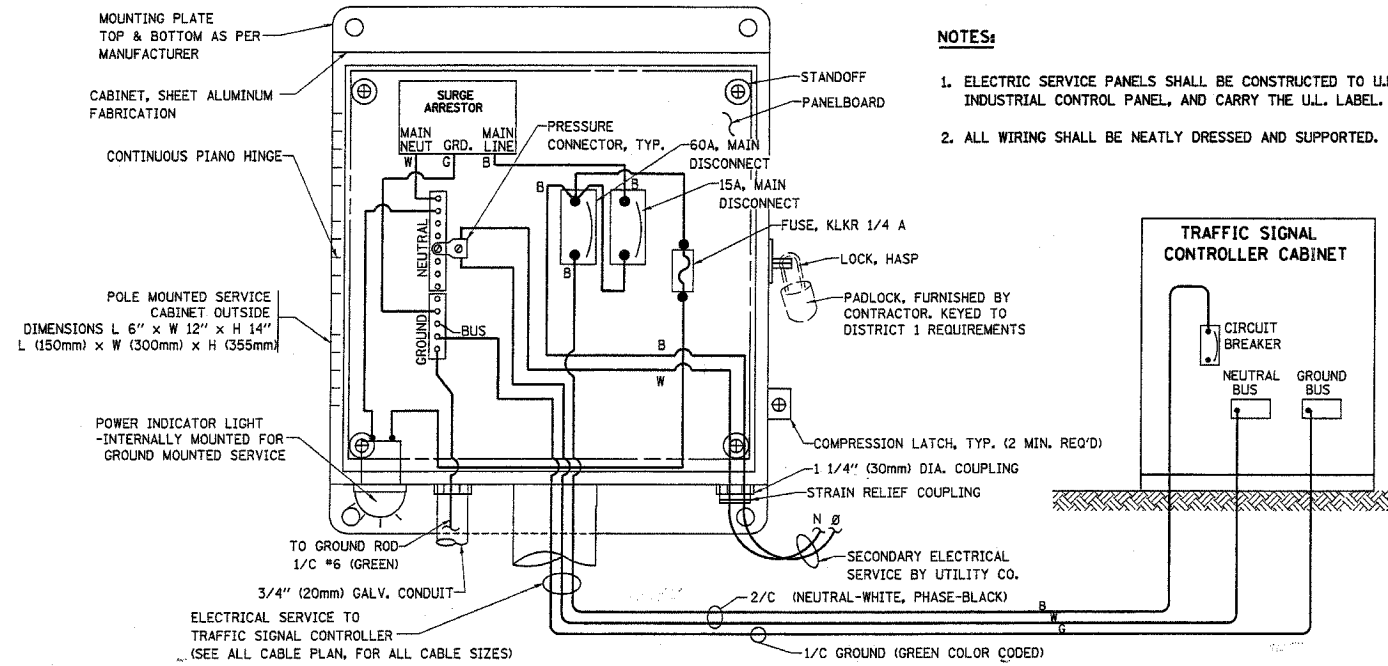 MOUNTING PLATE
TOP & BOTTOM AS PER
MANUFACTURER
CABINET, SHEET ALUMINUM
FABRICATION
CONTINUOUS PIANO HINGE
POLE MOUNTED SERVICE
CABINET OUTSIDE
DIMENSIONS L 6" x W 12" x H 14"
L (150mm) x W (300mm) x H (355mm)
POWER INDICATOR LIGHT
-INTERNALLY MOUNTED FOR
GROUND MOUNTED SERVICE
SURGE
ARRESTOR
MAIN
NEUT
GRD.
MAIN
LINE
W
G
B
NEUTRAL
GROUND
BUS
PRESSURE
CONNECTOR, TYP.
STANDOFF
PANELBOARD
60A, MAIN
DISCONNECT
15A, MAIN
DISCONNECT
B
B
B
FUSE, KLKR 1/4 A
LOCK, HASP
PADLOCK, FURNISHED BY
CONTRACTOR. KEYED TO
DISTRICT 1 REQUIREMENTS
B
W
COMPRESSION LATCH, TYP. (2 MIN. REQ'D)
1 1/4" (30mm) DIA. COUPLING
STRAIN RELIEF COUPLING
N Ø
SECONDARY ELECTRICAL
SERVICE BY UTILITY CO.
TO GROUND ROD
1/C #6 (GREEN)
3/4" (20mm) GALV. CONDUIT
ELECTRICAL SERVICE TO
TRAFFIC SIGNAL CONTROLLER
(SEE ALL CABLE PLAN, FOR ALL CABLE SIZES)
2/C (NEUTRAL-WHITE, PHASE-BLACK)
B
W
G
1/C GROUND (GREEN COLOR CODED)
NOTES:
1. ELECTRIC SERVICE PANELS SHALL BE CONSTRUCTED TO U.L
INDUSTRIAL CONTROL PANEL, AND CARRY THE U.L. LABEL.
2. ALL WIRING SHALL BE NEATLY DRESSED AND SUPPORTED.
TRAFFIC SIGNAL
CONTROLLER CABINET
CIRCUIT
BREAKER
NEUTRAL
BUS
GROUND
BUS